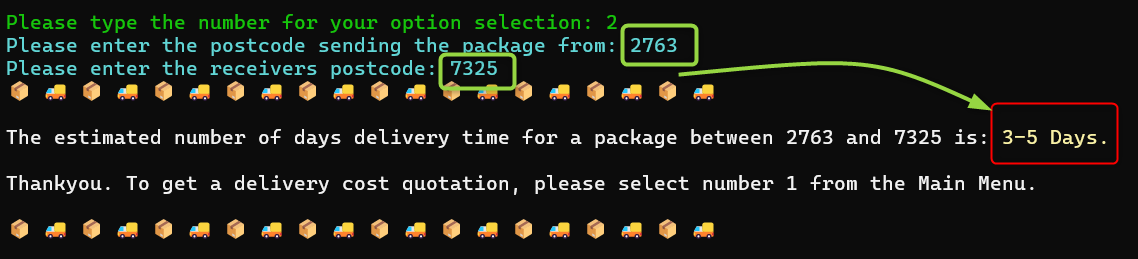 Please type the number for your option selection: 2
Please enter the postcode sending the package from: 2763
Please enter the receivers postcode: 7325
The estimated number of days delivery time for a package between 2763 and 7325 is: 3-5 Days.
Thankyou. To get a delivery cost quotation, please select number 1 from the Main Menu.